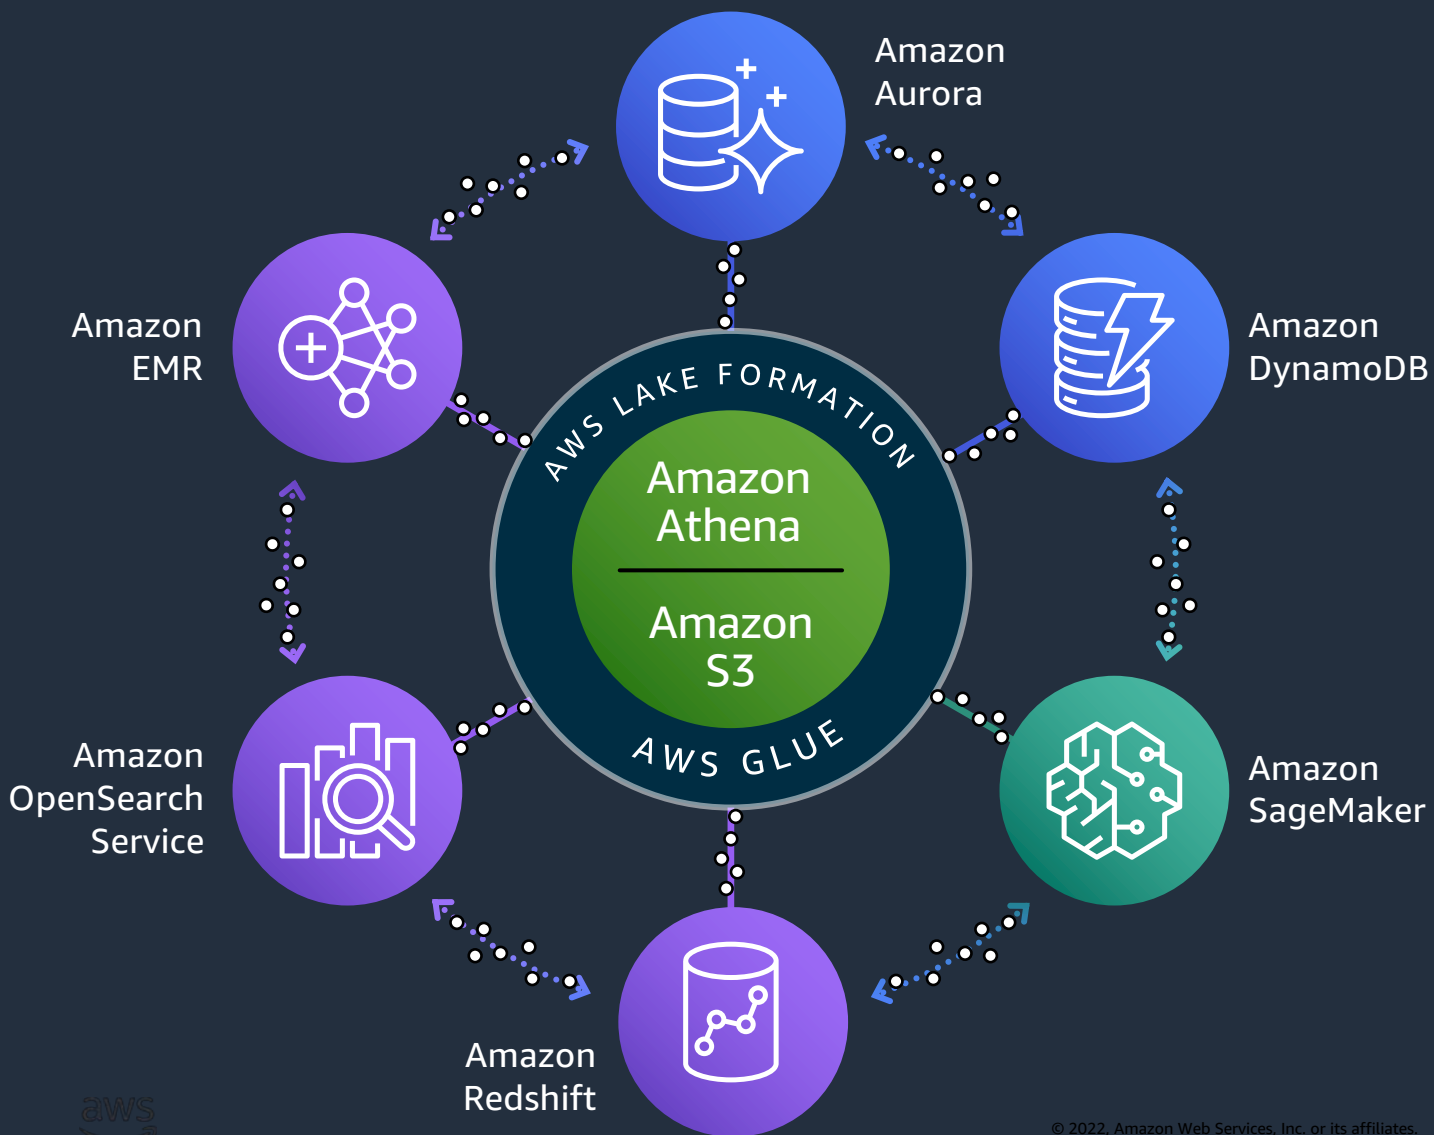 Amazon
Aurora
Amazon
EMR
Amazon
DynamoDB
AWS LAKE FORMATION
Amazon
Athena
Amazon
S3
AWS GLUE
Amazon
OpenSearch
Service
Amazon
SageMaker
Amazon
Redshift
aws
© 2022, Amazon Web Services, Inc. or its affiliates.